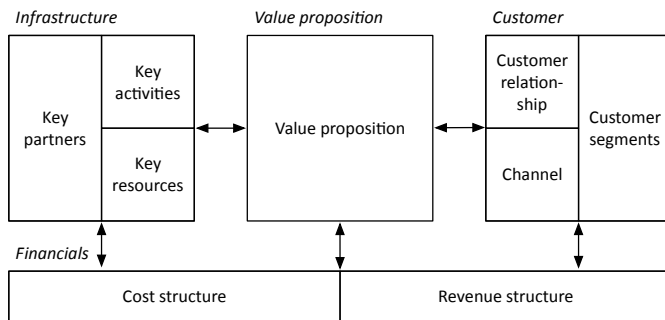 Infrastructure
Value proposition
Customer
Key
partners
Key
activities
Key
resources
Value proposition
Customer
relation-
ship
Channel
Customer
segments
Financials
Cost structure
Revenue structure